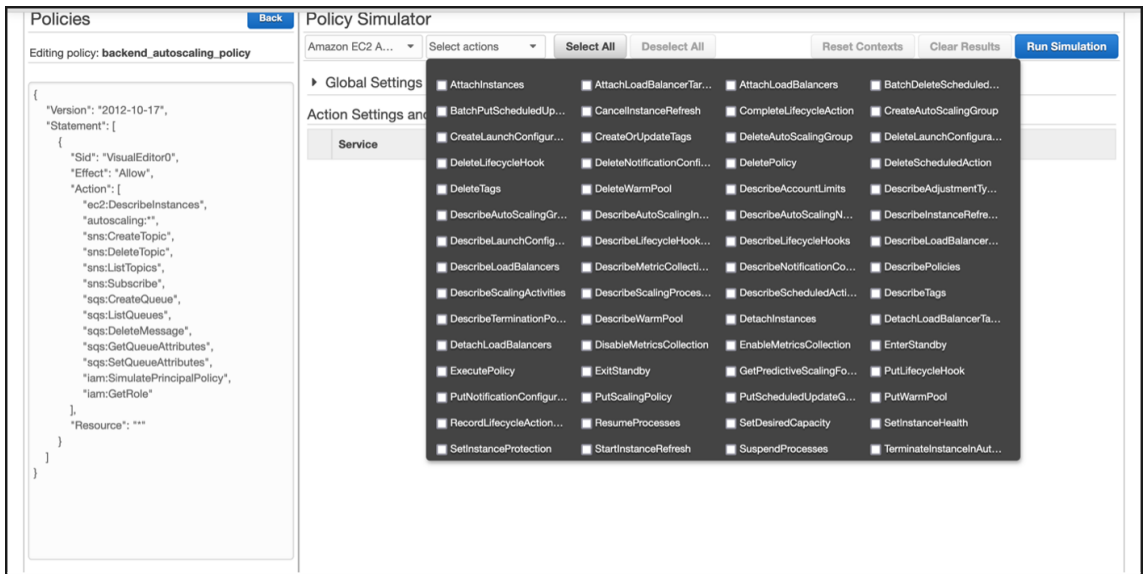 Policies
Back
Editing policy: backend_autoscaling_policy
{
"Version": "2012-10-17",
"Statement": [
{
"Sid": "VisualEditor0",
"Effect": "Allow",
"Action": [
"ec2:DescribeInstances",
"autoscaling:*",
"sns:CreateTopic",
"sns:DeleteTopic",
"sns:ListTopics",
"sns:Subscribe",
"sqs:CreateQueue",
"sqs:ListQueues",
"sqs:DeleteMessage",
"sqs:GetQueueAttributes",
"sqs:SetQueueAttributes",
"iam:SimulatePrincipalPolicy",
"iam:GetRole"
],
"Resource": "*"
}
]
}
Policy Simulator
Amazon EC2 A... Select actions Select All Deselect All Reset Contexts Clear Results Run Simulation
Global Settings
Action Settings and
Service
AttachInstances AttachLoadBalancerTar... AttachLoadBalancers BatchDeleteScheduled...
BatchPutScheduledUp... CancelInstanceRefresh CompleteLifecycleAction CreateAutoScalingGroup
CreateLaunchConfigur... CreateOrUpdateTags DeleteAutoScalingGroup DeleteLaunchConfigura...
DeleteLifecycleHook DeleteNotificationConfi... DeletePolicy DeleteScheduledAction
DeleteTags DeleteWarmPool DescribeAccountLimits DescribeAdjustmentTy...
DescribeAutoScalingGr... DescribeAutoScalingIn... DescribeAutoScalingN... DescribeInstanceRefre...
DescribeLaunchConfig... DescribeLifecycleHook... DescribeLifecycleHooks DescribeLoadBalancer...
DescribeLoadBalancers DescribeMetricCollecti... DescribeNotificationCo... DescribePolicies
DescribeScalingActivities DescribeScalingProces... DescribeScheduledActi... DescribeTags
DescribeTerminationPo... DescribeWarmPool DetachInstances DetachLoadBalancerTa...
DetachLoadBalancers DisableMetricsCollection EnableMetricsCollection EnterStandby
ExecutePolicy ExitStandby GetPredictiveScalingFo... PutLifecycleHook
PutNotificationConfigur... PutScalingPolicy PutScheduledUpdateG... PutWarmPool
RecordLifecycleAction... ResumeProcesses SetDesiredCapacity SetInstanceHealth
SetInstanceProtection StartInstanceRefresh SuspendProcesses TerminateInstanceInAut...